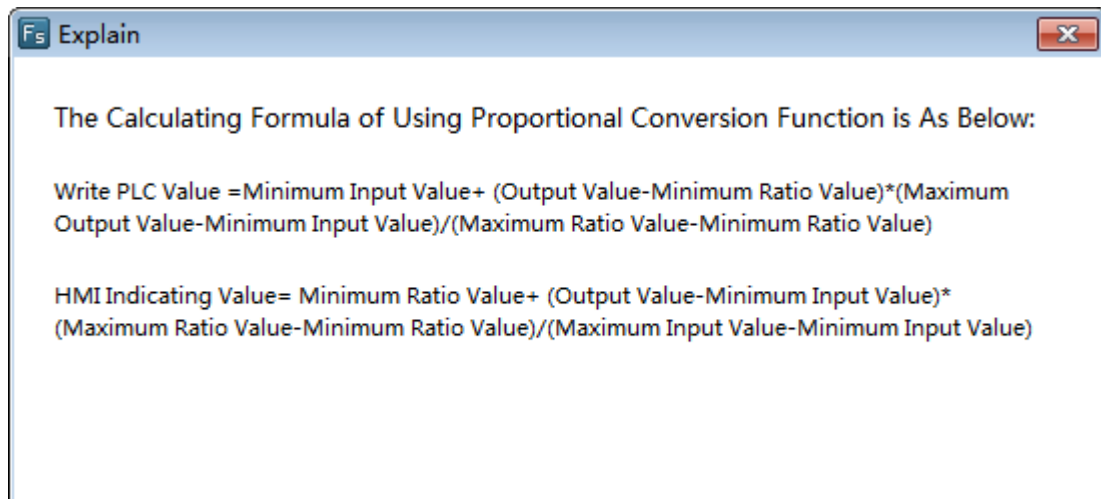 Fs Explain
The Calculating Formula of Using Proportional Conversion Function is As Below:
Write PLC Value =Minimum Input Value+ (Output Value-Minimum Ratio Value)*(Maximum
Output Value-Minimum Input Value)/(Maximum Ratio Value-Minimum Ratio Value)
HMI Indicating Value= Minimum Ratio Value+ (Output Value-Minimum Input Value)*
(Maximum Ratio Value-Minimum Ratio Value)/(Maximum Input Value-Minimum Input Value)